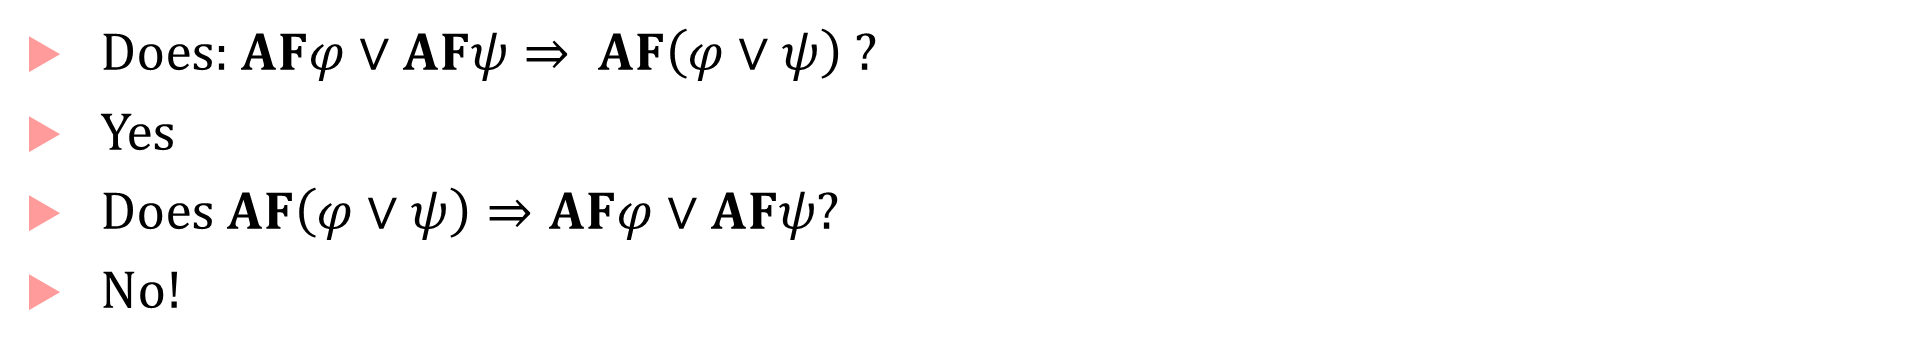 Does: AFφ ∨ AFψ ⇒ AF(φ ∨ ψ) ?
Yes
Does AF(φ ∨ ψ) ⇒ AFφ ∨ AFψ?
No!